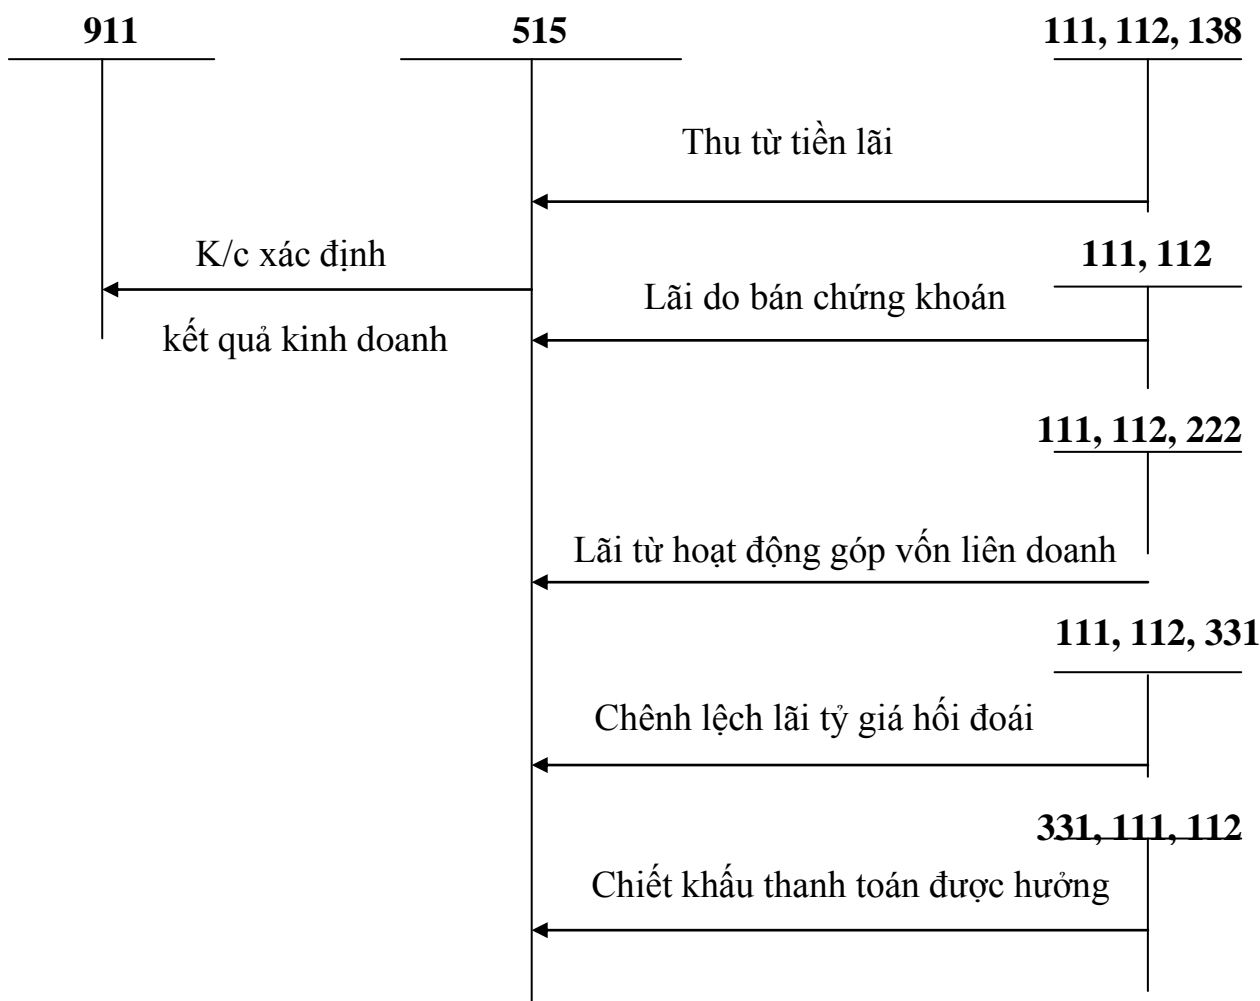 911
515
111, 112, 138
Thu từ tiền lãi
K/c xác định
kết quả kinh doanh
111, 112
Lãi do bán chứng khoán
111, 112, 222
Lãi từ hoạt động góp vốn liên doanh
111, 112, 331
Chênh lệch lãi tỷ giá hối đoái
331, 111, 112
Chiết khấu thanh toán được hưởng